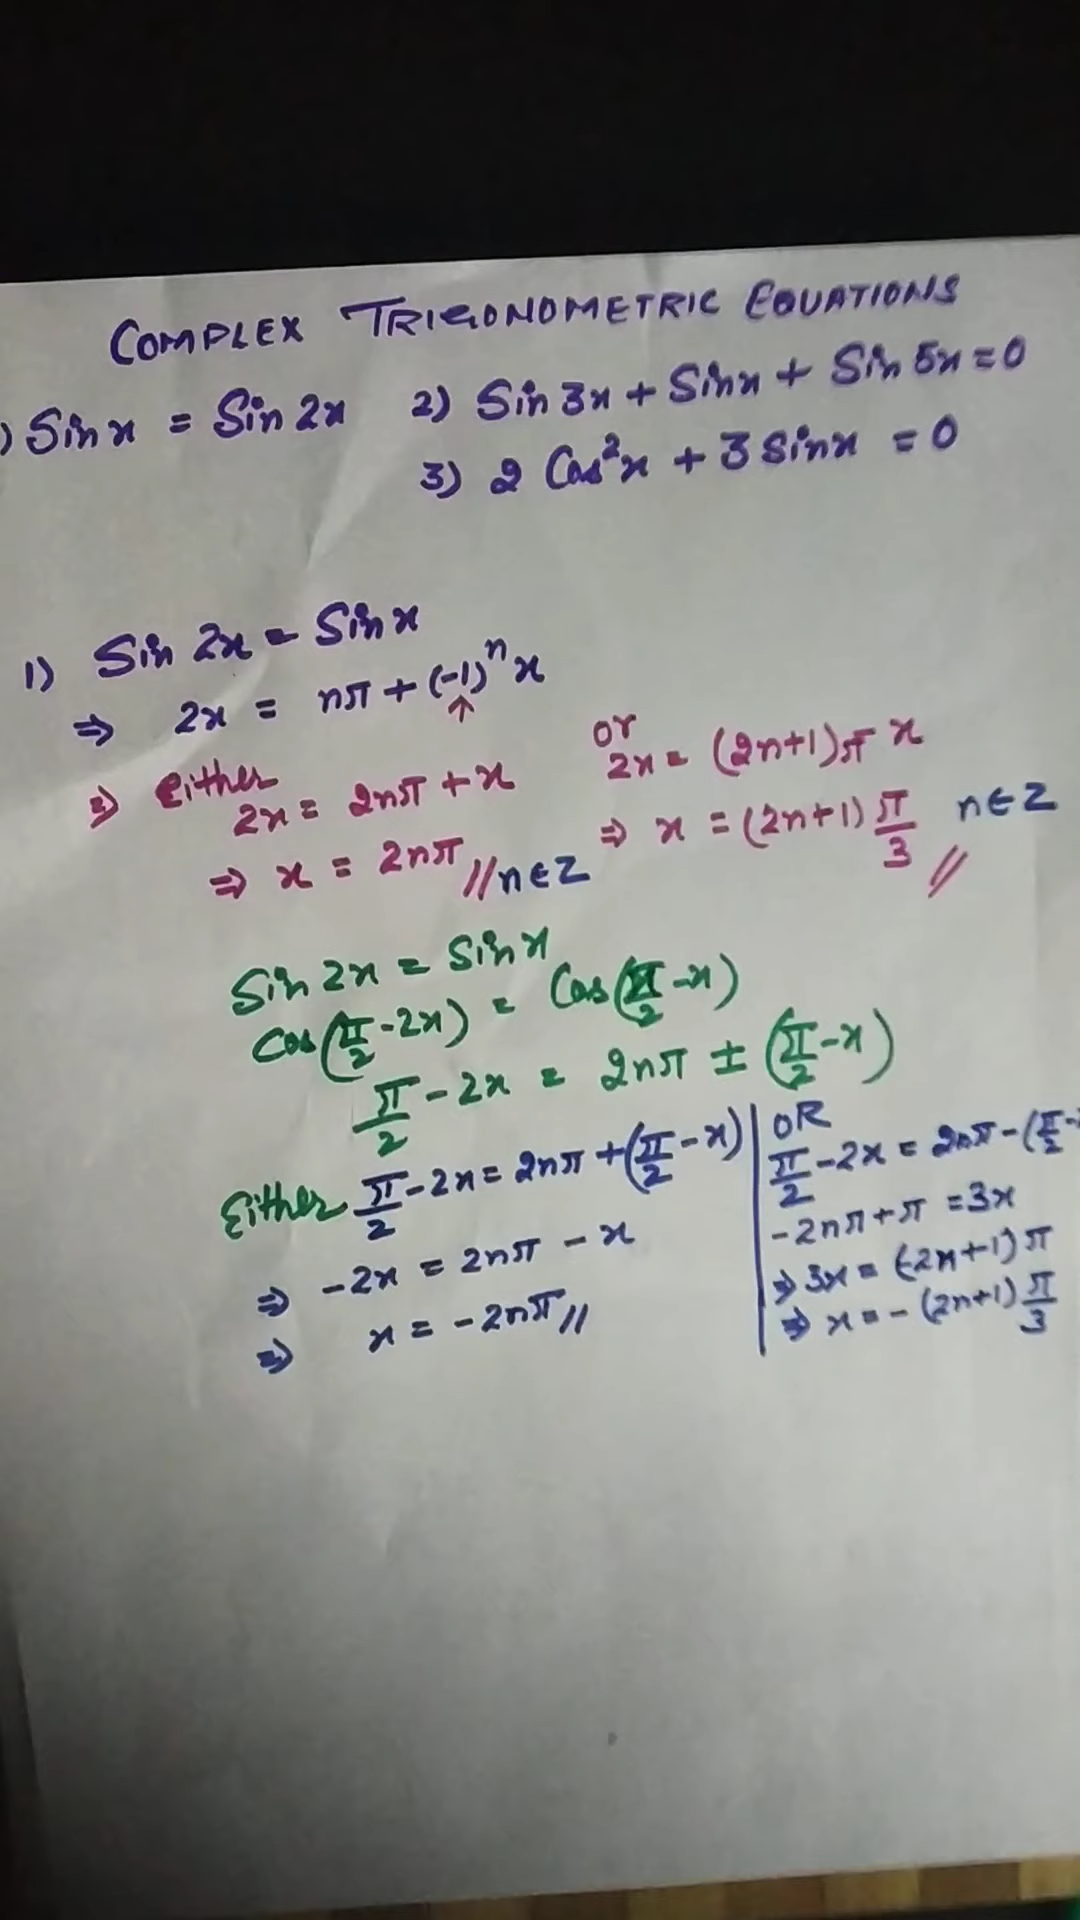 COMPLEX TRIGONOMETRIC EQUATIONS
) Sin x = Sin 2x 2) Sin 3x + Sin x + Sin 5x = 0
3) 2 Cos²x + 3 Sin x = 0
1) Sin 2x = Sin x
⇒ 2x = nπ + (-1)ⁿ x
↑
⇒ Either
2x = 2nπ + x
or
2x = (2n+1)π x
⇒ x = 2nπ // n ∈ Z
⇒ x = (2n+1) π/3 // n ∈ Z
Sin 2x = Sin x
Cos(π/2 - 2x) = Cos(π/2 - x)
π/2 - 2x = 2nπ ± (π/2 - x)
Either π/2 - 2x = 2nπ + (π/2 - x)
⇒ -2x = 2nπ - x
⇒ x = -2nπ //
OR
π/2 - 2x = 2nπ - (π/2 -
-2nπ + π = 3x
⇒ 3x = (-2n+1)π
⇒ x = -(2n+1) π/3